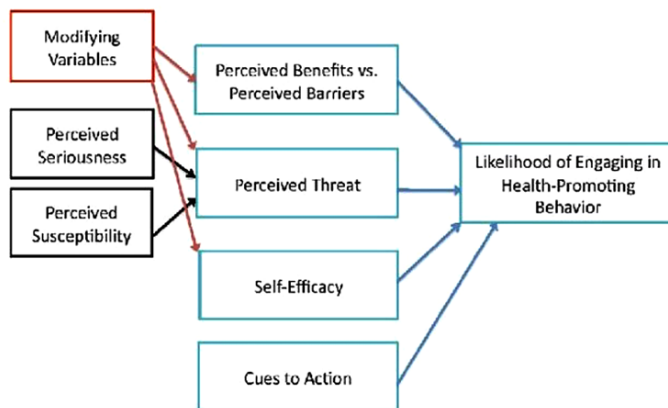 Modifying
Variables
Perceived
Seriousness
Perceived
Susceptibility
Perceived Benefits vs.
Perceived Barriers
Perceived Threat
Self-Efficacy
Cues to Action
Likelihood of Engaging in
Health-Promoting
Behavior